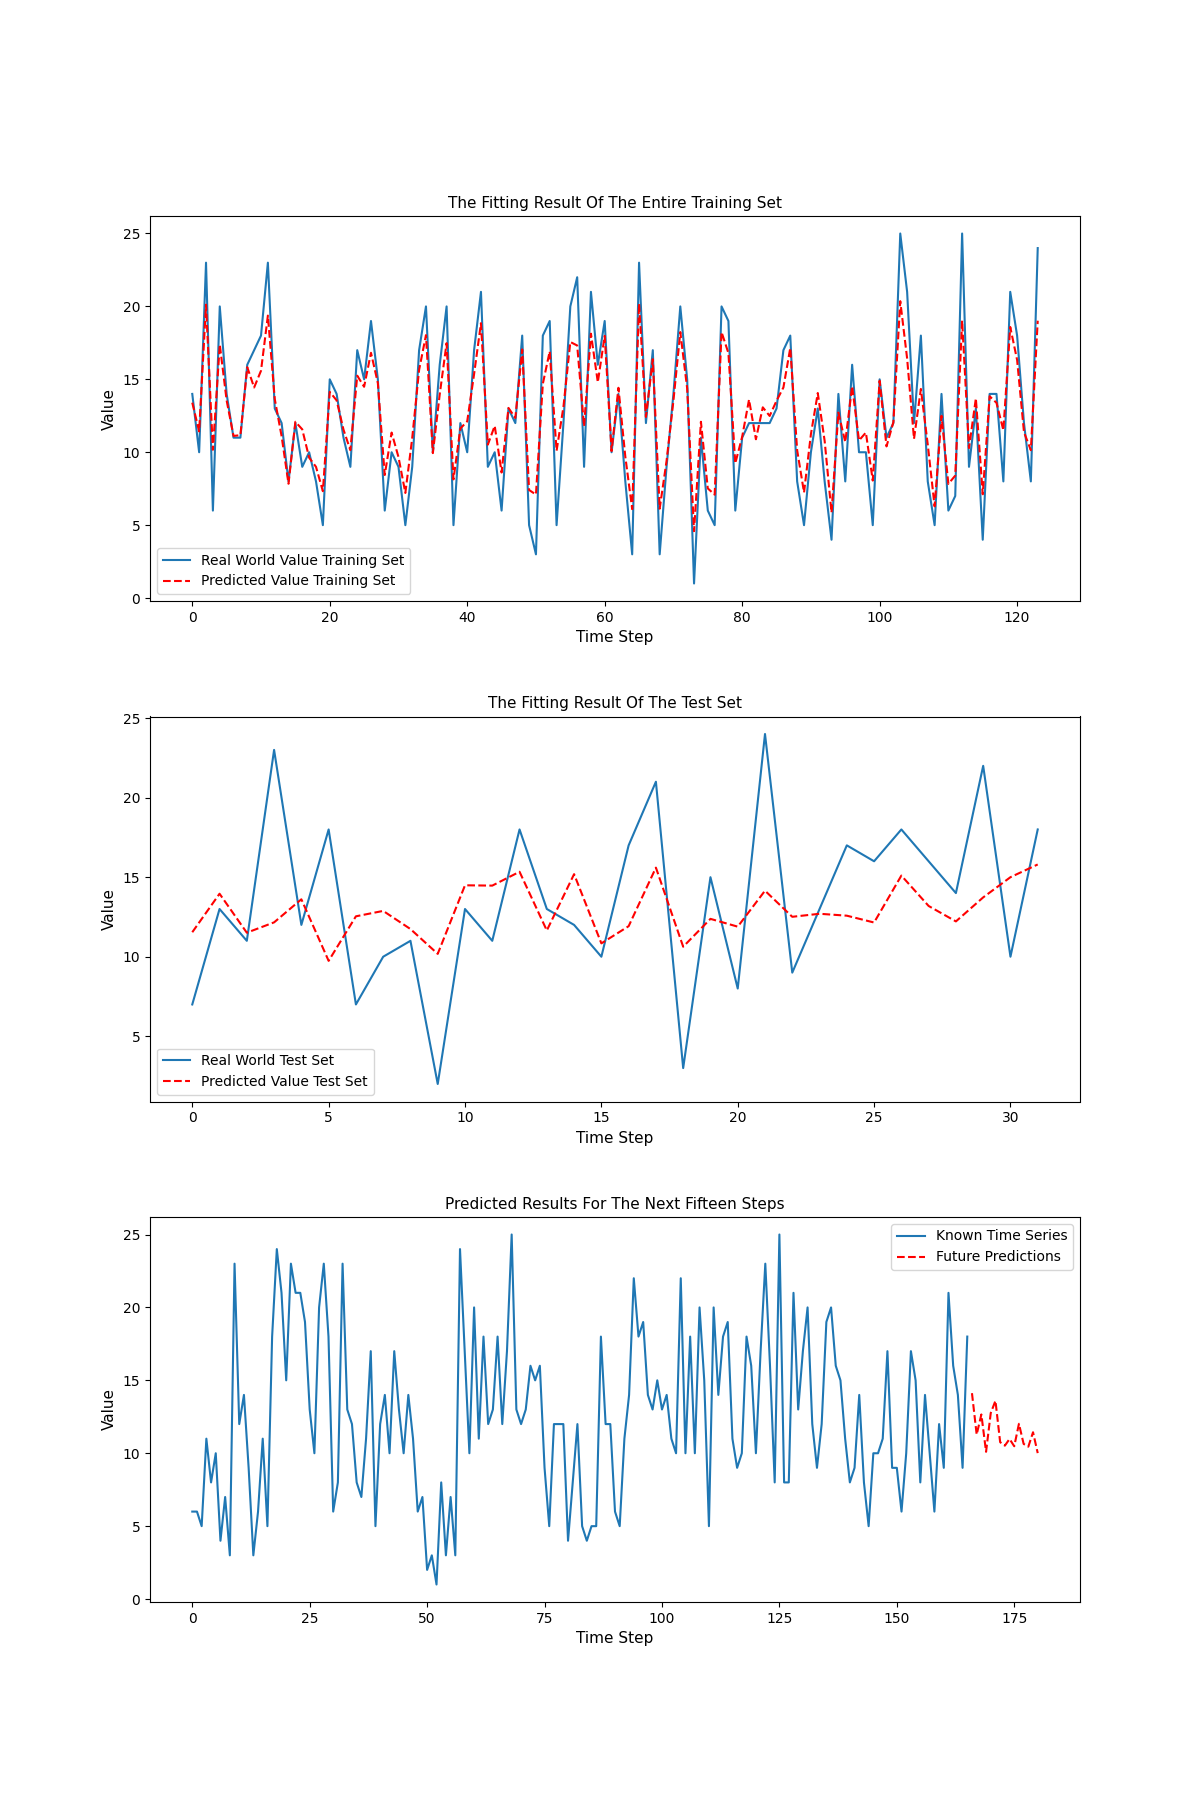 The Fitting Result Of The Entire Training Set
25
20
15
10
5
0
Value
Real World Value Training Set
Predicted Value Training Set
0 20 40 60 80 100 120
Time Step
The Fitting Result Of The Test Set
25
20
15
10
5
Value
Real World Test Set
Predicted Value Test Set
0 5 10 15 20 25 30
Time Step
Predicted Results For The Next Fifteen Steps
25
20
15
10
5
0
Value
Known Time Series
Future Predictions
0 25 50 75 100 125 150 175
Time Step